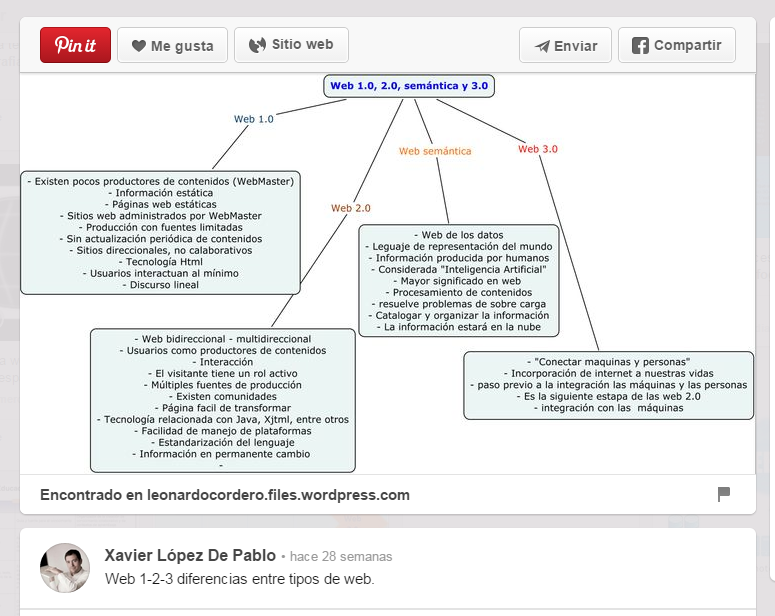 Pin it
Me gusta
Sitio web
Enviar
Compartir
Web 1.0, 2.0, semántica y 3.0
Web 1.0
Web semántica
Web 3.0
Web 2.0
- Existen pocos productores de contenidos (WebMaster)
- Información estática
- Páginas web estáticas
- Sitios web administrados por WebMaster
- Producción con fuentes limitadas
- Sin actualización periódica de contenidos
- Sitios direccionales, no calaborativos
- Tecnología Html
- Usuarios interactuan al mínimo
- Discurso lineal
- Web de los datos
- Leguaje de representación del mundo
- Información producida por humanos
- Considerada "Inteligencia Artificial"
- Mayor significado en web
- Procesamiento de contenidos
- resuelve problemas de sobre carga
- Catalogar y organizar la información
- La información estará en la nube
- Web bidireccional - multidireccional
- Usuarios como productores de contenidos
- Interacción
- El visitante tiene un rol activo
- Múltiples fuentes de producción
- Existen comunidades
- Página facil de transformar
- Tecnología relacionada con Java, Xjtml, entre otros
- Facilidad de manejo de plataformas
- Estandarización del lenguaje
- Información en permanente cambio
-
- "Conectar maquinas y personas"
- Incorporación de internet a nuestras vidas
- paso previo a la integración las máquinas y las personas
- Es la siguiente estapa de las web 2.0
- integración con las máquinas
Encontrado en leonardocordero.files.wordpress.com
Xavier López De Pablo • hace 28 semanas
Web 1-2-3 diferencias entre tipos de web.